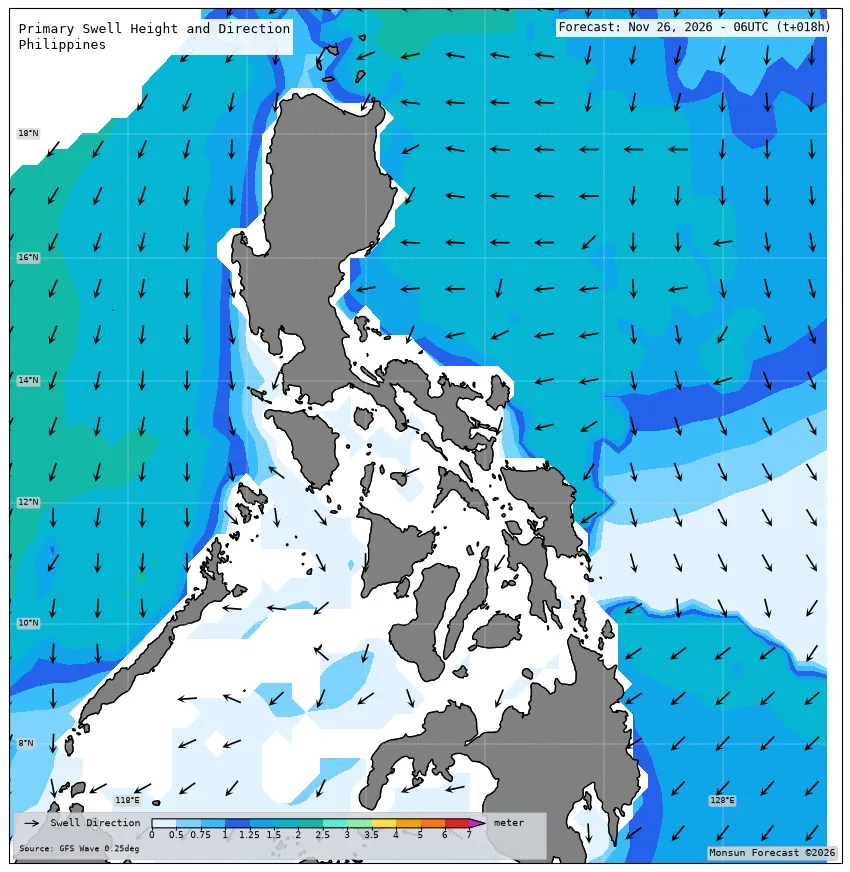 Primary Swell Height and Direction
Philippines
Forecast: Nov 26, 2026 - 06UTC (t+018h)
18°N
16°N
14°N
12°N
10°N
8°N
118°E
128°E
Swell Direction
0 0.5 0.75 1 1.25 1.5 2 2.5 3 3.5 4 5 6 7
meter
Source: GFS Wave 0.25deg
Monsun Forecast ©2026